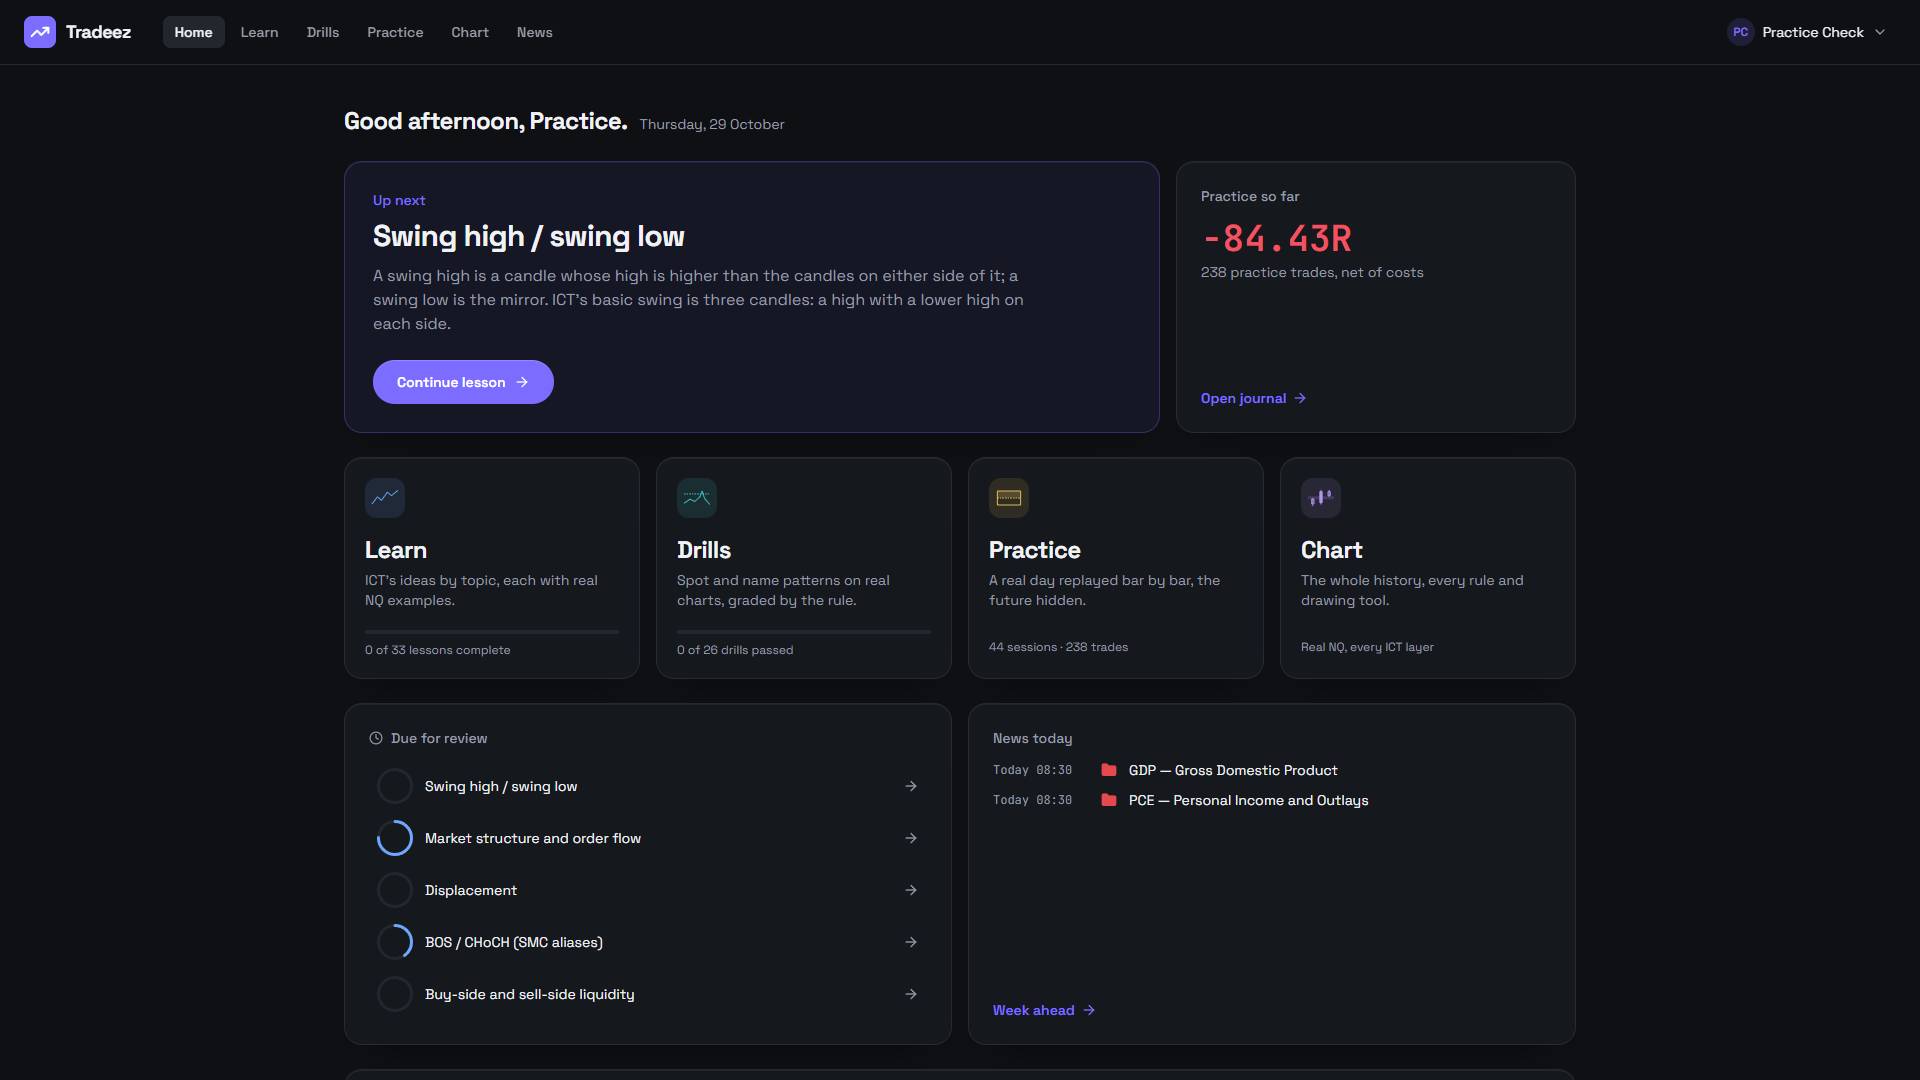 Tradeez
Home
Learn
Drills
Practice
Chart
News
PC
Practice Check
Good afternoon, Practice.
Thursday, 29 October
Up next
Swing high / swing low
A swing high is a candle whose high is higher than the candles on either side of it; a
swing low is the mirror. ICT's basic swing is three candles: a high with a lower high on
each side.
Continue lesson
Practice so far
-84.43R
238 practice trades, net of costs
Open journal
Learn
ICT's ideas by topic, each with real
NQ examples.
0 of 33 lessons complete
Drills
Spot and name patterns on real
charts, graded by the rule.
0 of 26 drills passed
Practice
A real day replayed bar by bar, the
future hidden.
44 sessions · 238 trades
Chart
The whole history, every rule and
drawing tool.
Real NQ, every ICT layer
Due for review
Swing high / swing low
Market structure and order flow
Displacement
BOS / CHoCH (SMC aliases)
Buy-side and sell-side liquidity
News today
Today 08:30 GDP — Gross Domestic Product
Today 08:30 PCE — Personal Income and Outlays
Week ahead